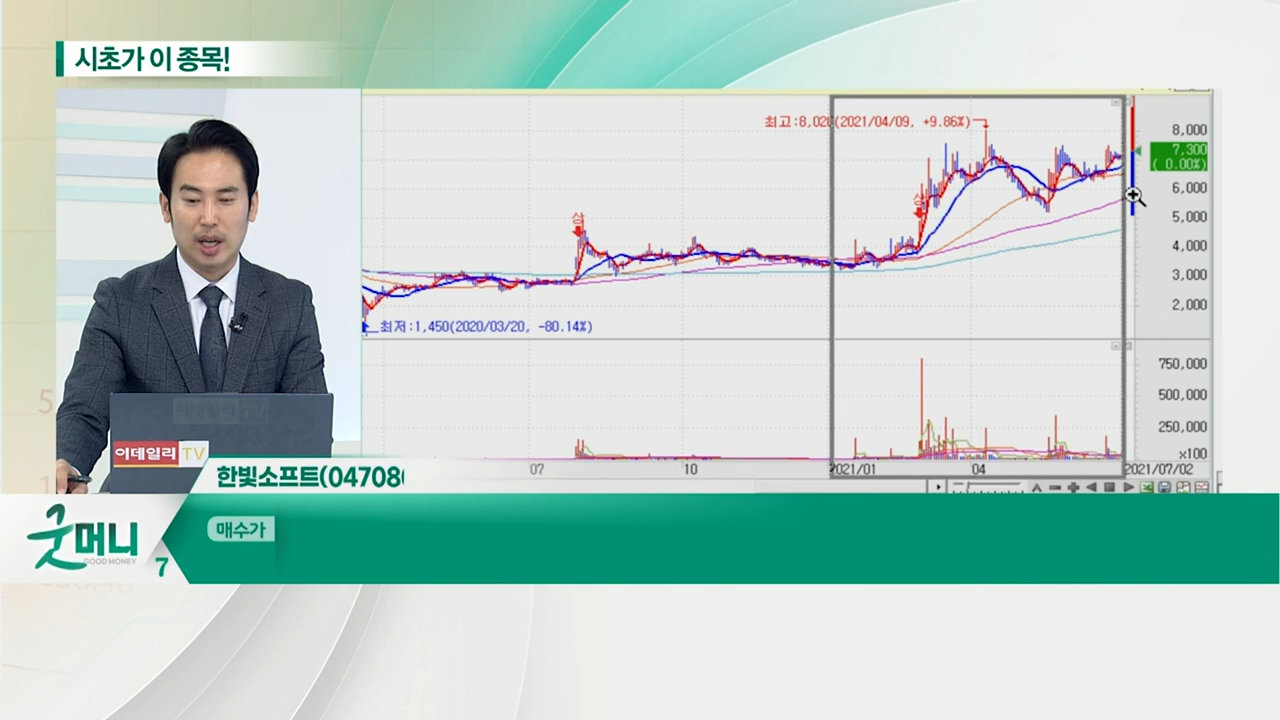 시초가 이 종목!
최고:8,020(2021/04/09, +9.86%)
상
상
최저:1,450(2020/03/20, -80.14%)
8,000
7,300
( 0.00%)
6,000
5,000
4,000
3,000
2,000
750,000
500,000
250,000
×100
07
10
2021/01
04
2021/07/02
이데일리 TV
한빛소프트(04708
매수가
굿머니
GOOD MONEY
7